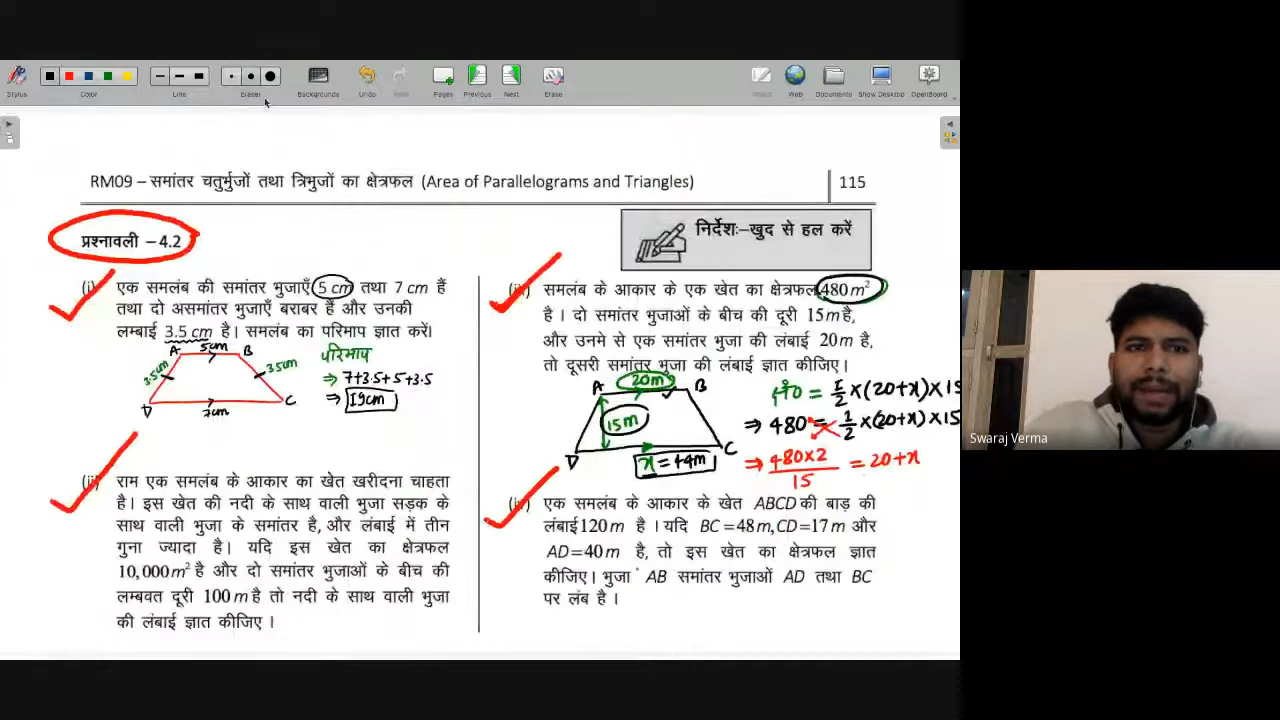 Stylus Color Line Eraser Backgrounds Undo Pages Previous Next Erase Web Documents Show Desktop OpenBoard
RM09 – समांतर चतुर्भुजों तथा त्रिभुजों का क्षेत्रफल (Area of Parallelograms and Triangles) 115
प्रश्नावली – 4.2
(i) एक समलंब की समांतर भुजाएँ 5 cm तथा 7 cm हैं
तथा दो असमांतर भुजाएँ बराबर हैं और उनकी
लम्बाई 3.5 cm है। समलंब का परिमाप ज्ञात करें।
A 5cm B
3.5cm 3.5cm
D 7cm C
परिमाप
⇒ 7+3.5+5+3.5
⇒ 19cm
(ii) राम एक समलंब के आकार का खेत खरीदना चाहता
है। इस खेत की नदी के साथ वाली भुजा सड़क के
साथ वाली भुजा के समांतर है, और लंबाई में तीन
गुना ज्यादा है। यदि इस खेत का क्षेत्रफल
10,000 m² है और दो समांतर भुजाओं के बीच की
लम्बवत दूरी 100 m है तो नदी के साथ वाली भुजा
की लंबाई ज्ञात कीजिए ।
निर्देशः-खुद से हल करें
समलंब के आकार के एक खेत का क्षेत्रफल 480 m²
है । दो समांतर भुजाओं के बीच की दूरी 15 m है,
और उनमे से एक समांतर भुजा की लंबाई 20m है,
तो दूसरी समांतर भुजा की लंबाई कीजिए ।
A 20m B
15m
D x = 44m C
= ½ × (20+x) × 15
⇒ 480 = ½ × (20+x) × 15
⇒ 480×2 = 20+x
15
एक समलंब के आकार के खेत ABCD की बाड़ की
लंबाई 120 m है । यदि BC = 48 m, CD = 17 m और
AD = 40 m है, तो इस खेत का क्षेत्रफल ज्ञात
कीजिए । भुजा AB समांतर भुजाओं AD तथा BC
पर लंब है ।
Swaraj Verma